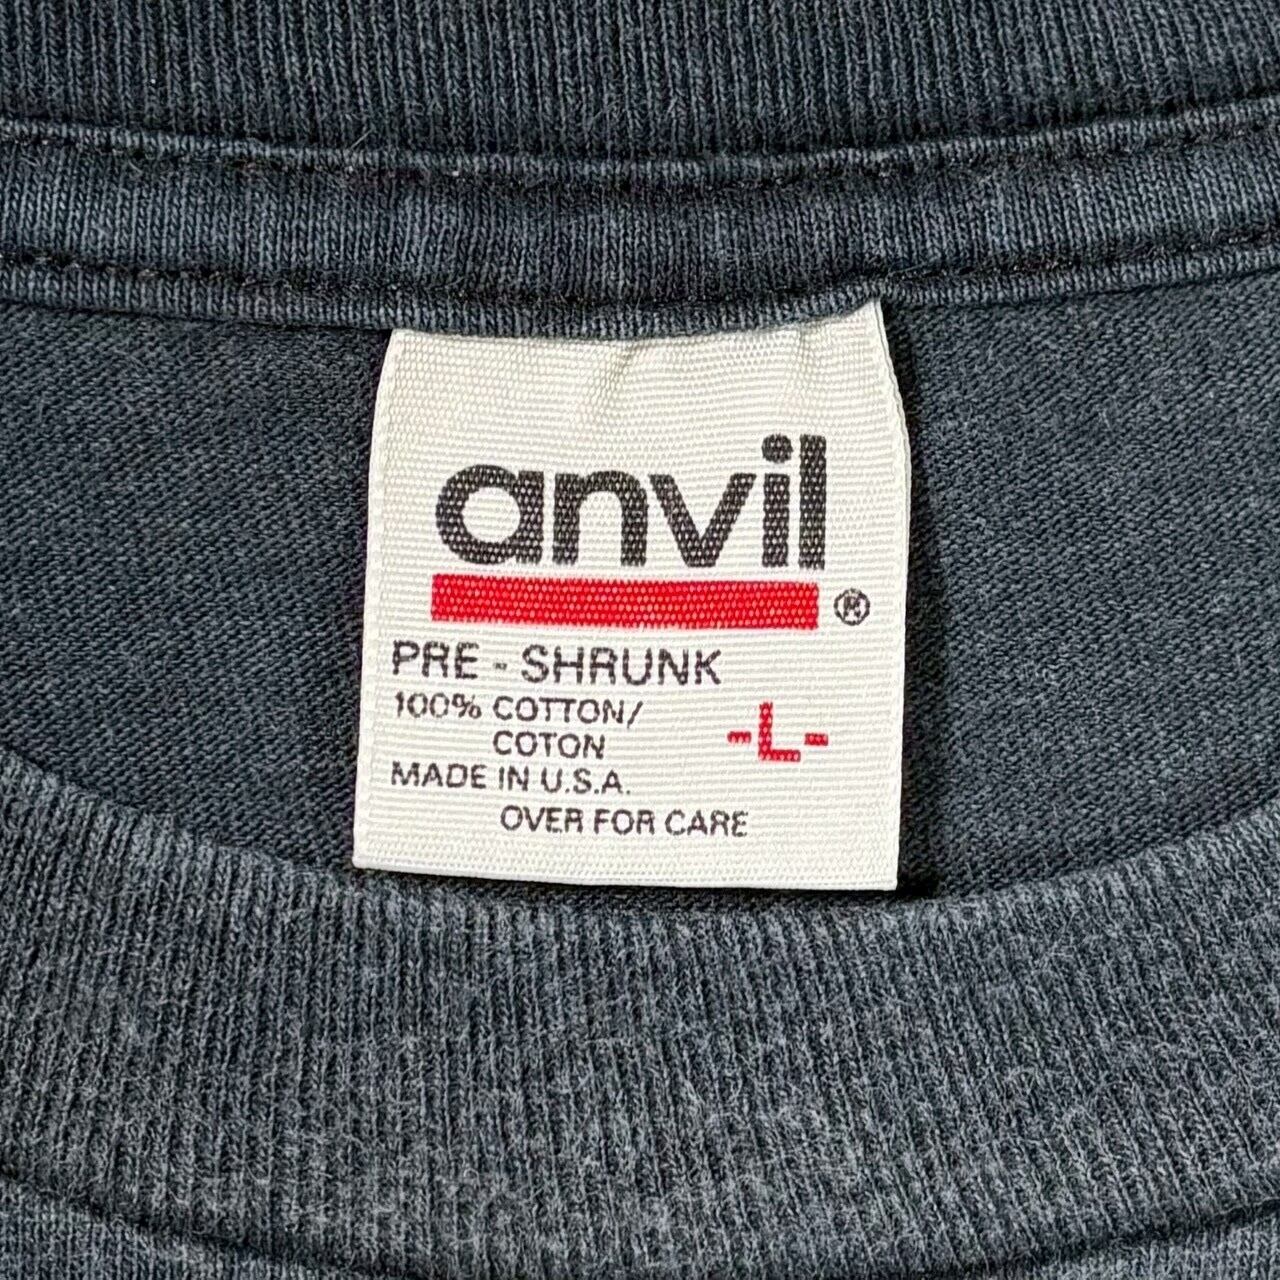 anvil ®
PRE - SHRUNK
100% COTTON/
COTON
-L-
MADE IN U.S.A.
OVER FOR CARE